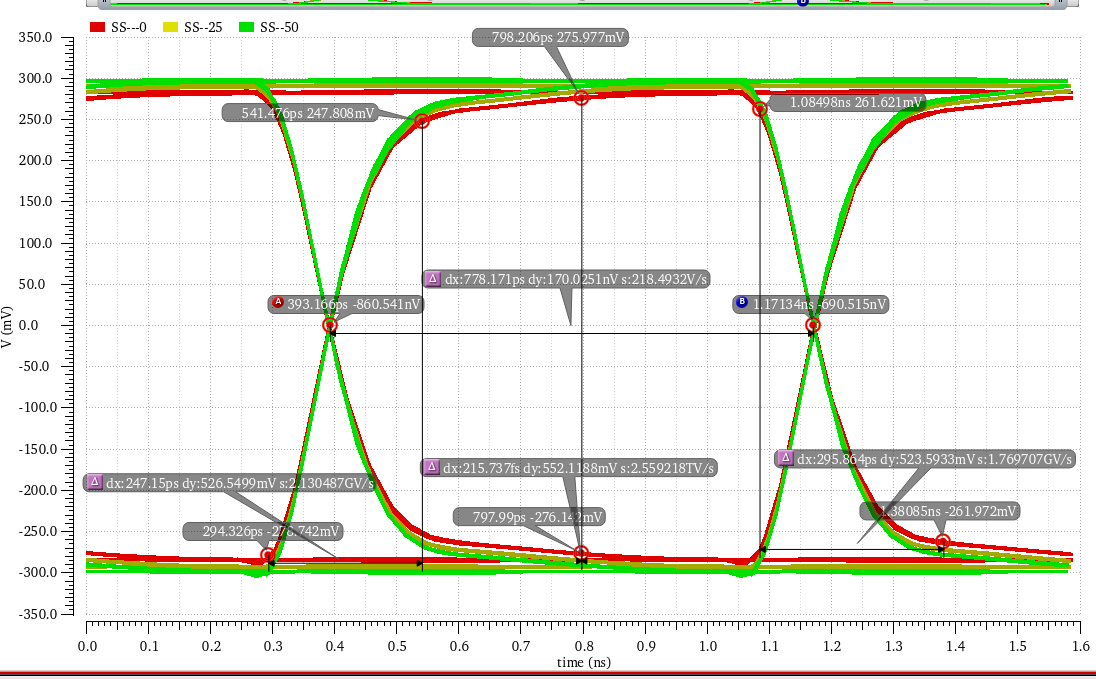 SS---0 SS--25 SS--50
350.0
300.0
250.0
200.0
150.0
100.0
50.0
0.0
-50.0
-100.0
-150.0
-200.0
-250.0
-300.0
-350.0
V (mV)
798.206ps 275.977mV
541.476ps 247.808mV
1.08498ns 261.621mV
Δ dx:778.171ps dy:170.0251nV s:218.4932V/s
A 393.166ps -860.541nV
B 1.17134ns -690.515nV
Δ dx:295.864ps dy:523.5933mV s:1.769707GV/s
Δ dx:215.737fs dy:552.1188mV s:2.559218TV/s
Δ dx:247.15ps dy:526.5499mV s:2.130487GV/s
797.99ps -276.142mV
.38085ns -261.972mV
294.326ps
0.0 0.1 0.2 0.3 0.4 0.5 0.6 0.7 0.8 0.9 1.0 1.1 1.2 1.3 1.4 1.5 1.6
time (ns)